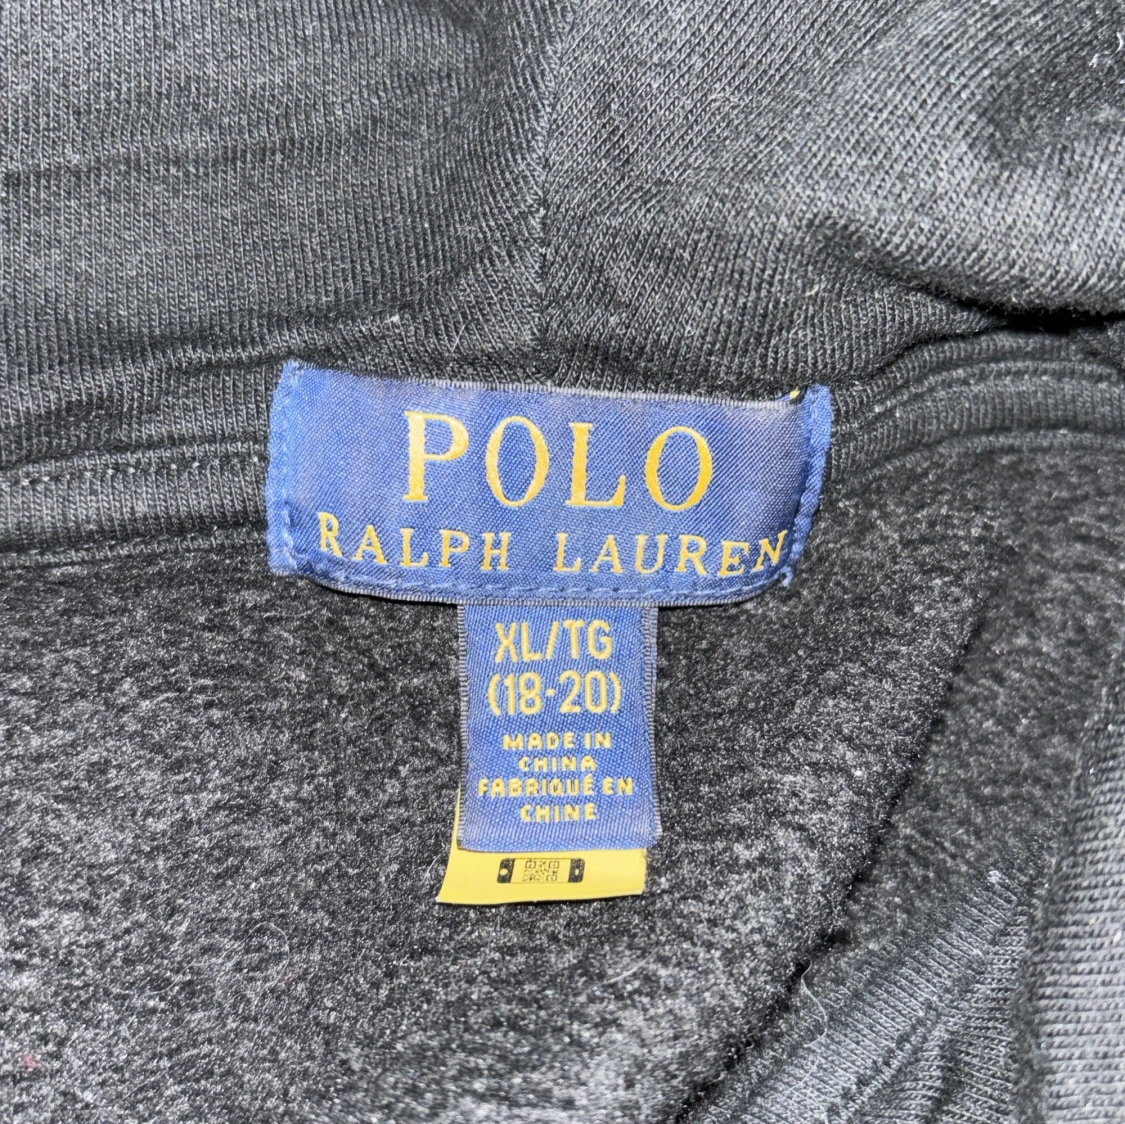 POLO
RALPH LAUREN
XL/TG
(18-20)
MADE IN
CHINA
FABRIQUÉ EN
CHINE